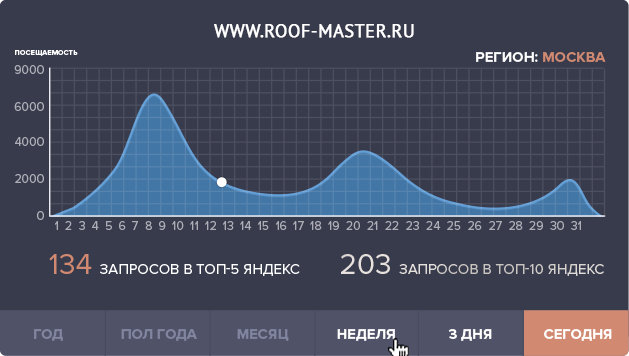 WWW.ROOF-MASTER.RU
ПОСЕЩАЕМОСТЬ
РЕГИОН: МОСКВА
9000
6000
4000
2000
0
1 2 3 4 5 6 7 8 9 10 11 12 13 14 15 16 17 18 19 20 21 22 23 24 25 26 27 28 29 30 31
134 ЗАПРОСОВ В ТОП-5 ЯНДЕКС
203 ЗАПРОСОВ В ТОП-10 ЯНДЕКС
ГОД ПОЛ ГОДА МЕСЯЦ НЕДЕЛЯ 3 ДНЯ СЕГОДНЯ